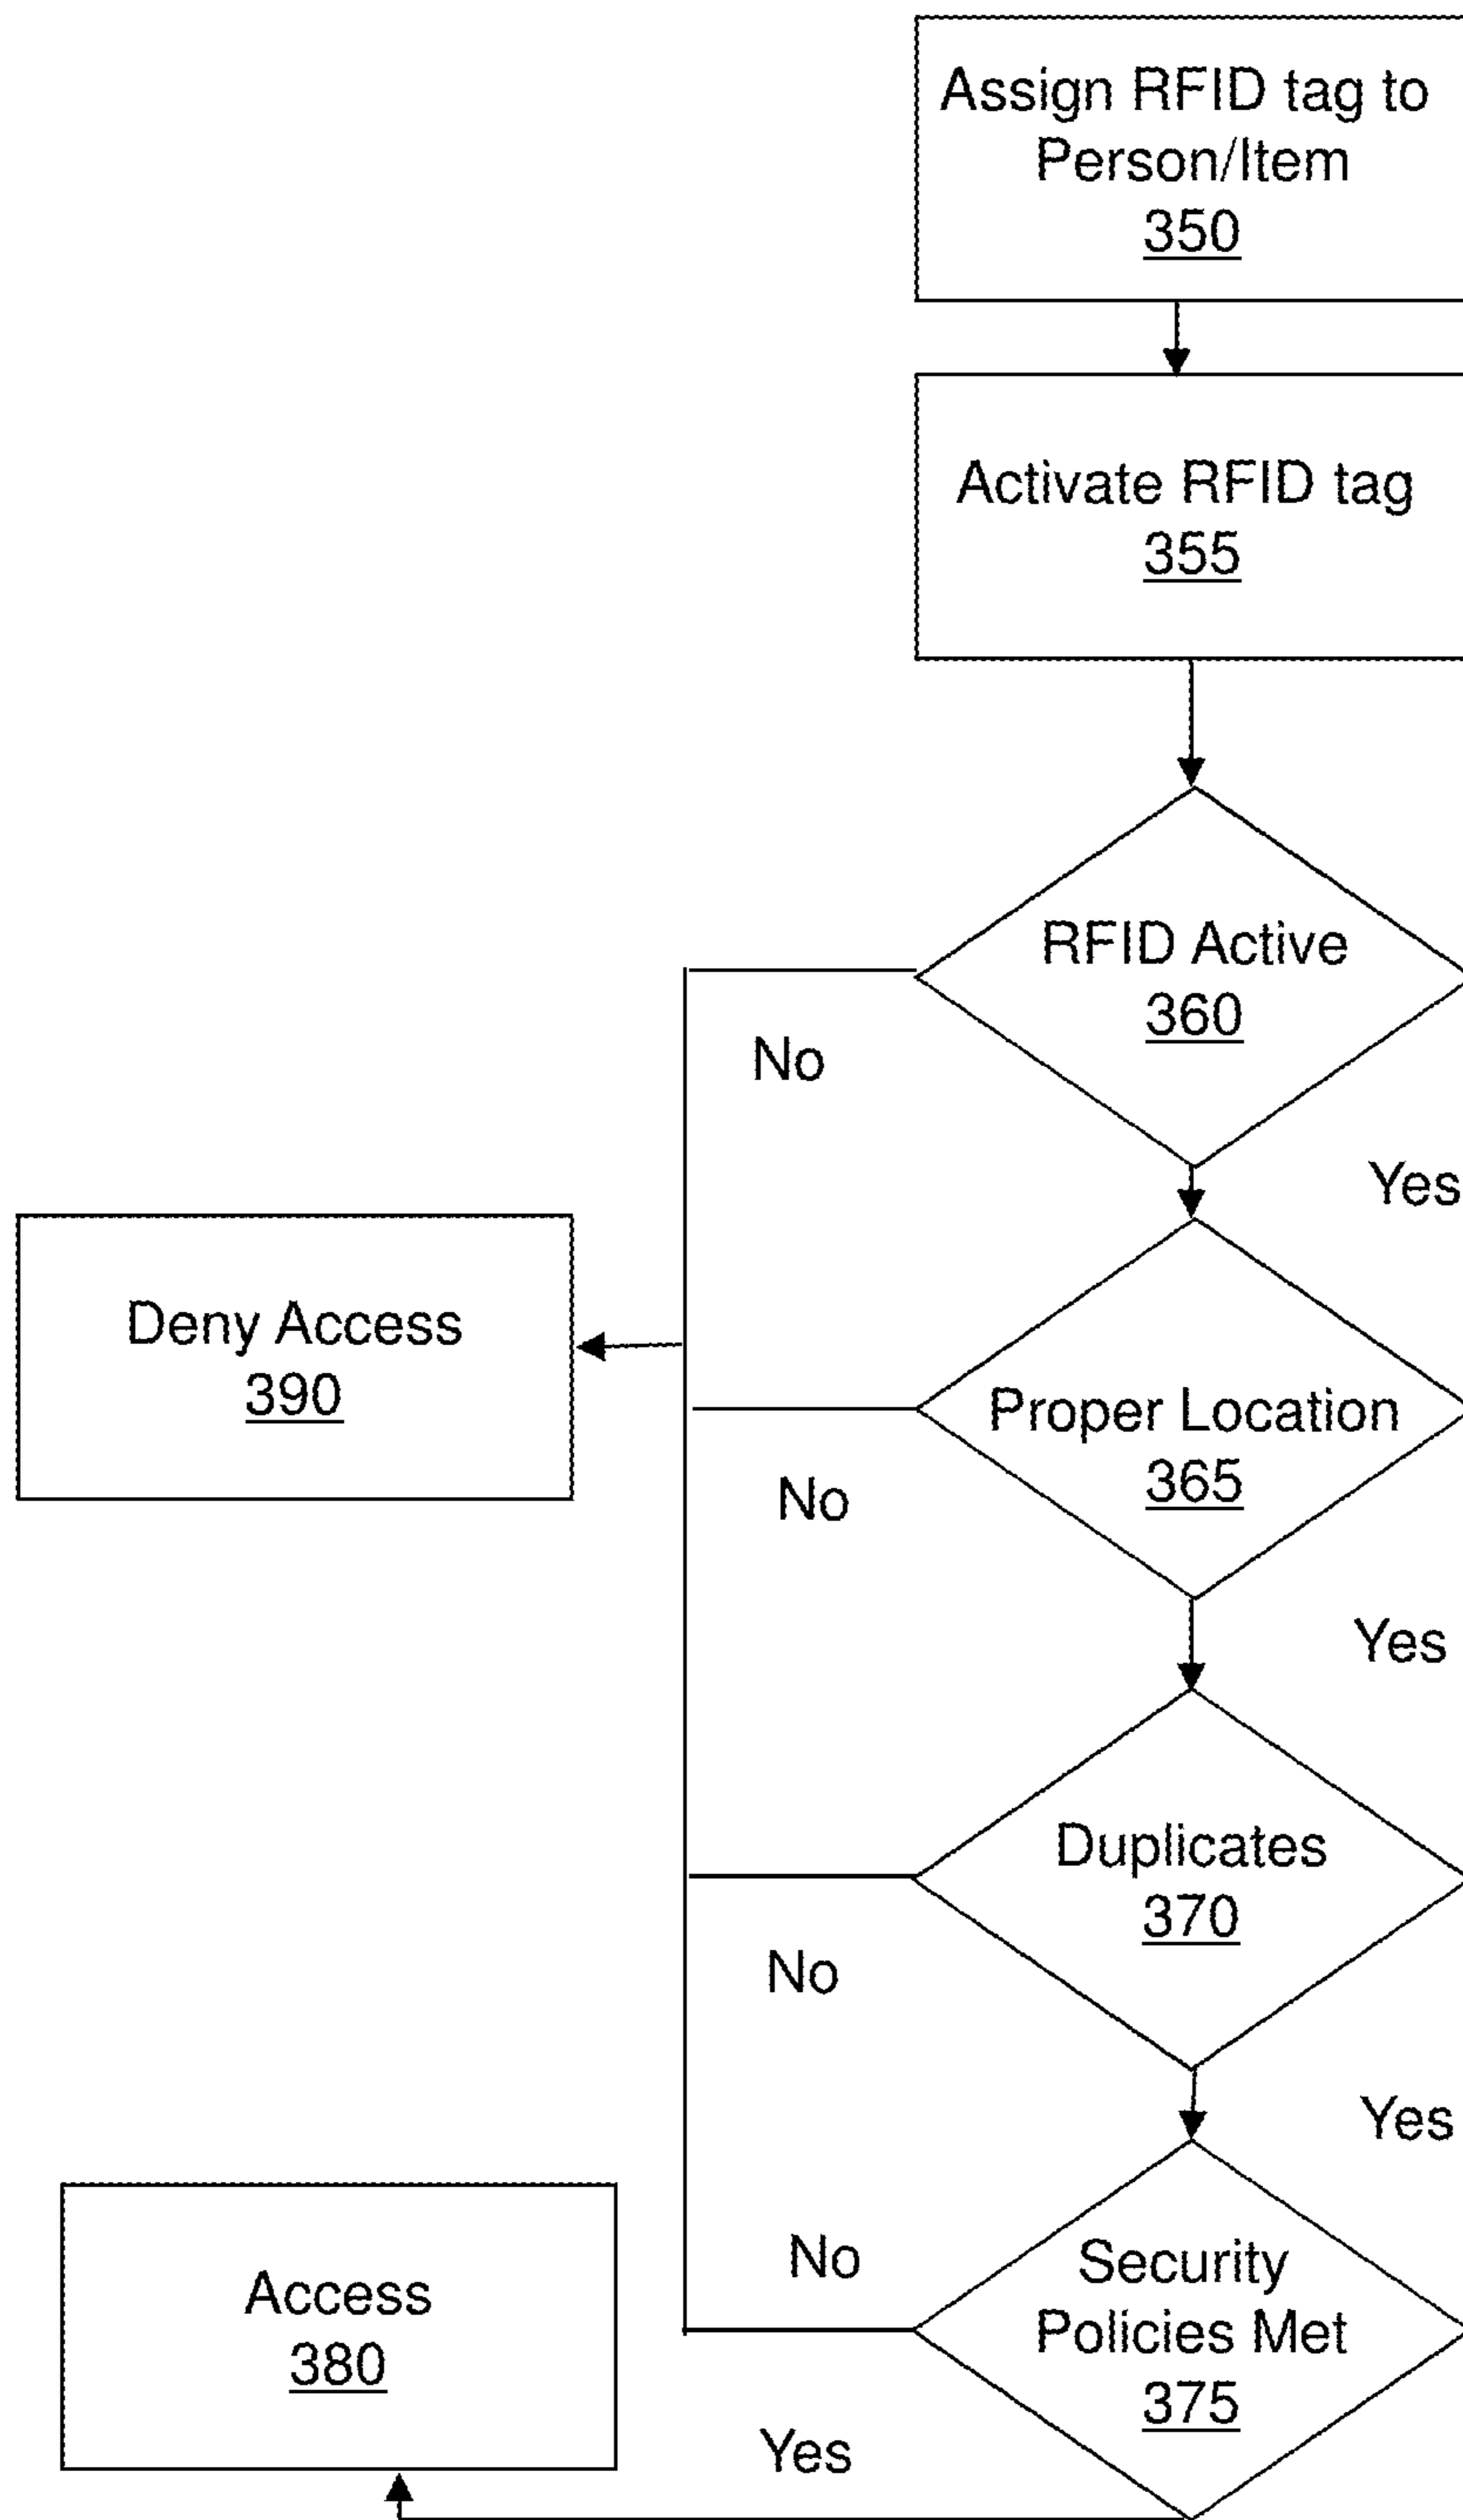 Assign RFID tag to
Person/Item
350
Activate RFID tag
355
RFID Active
360
No
Yes
Deny Access
390
Proper Location
365
No
Yes
Duplicates
370
No
Yes
Security
Policies Met
375
No
Access
380
Yes